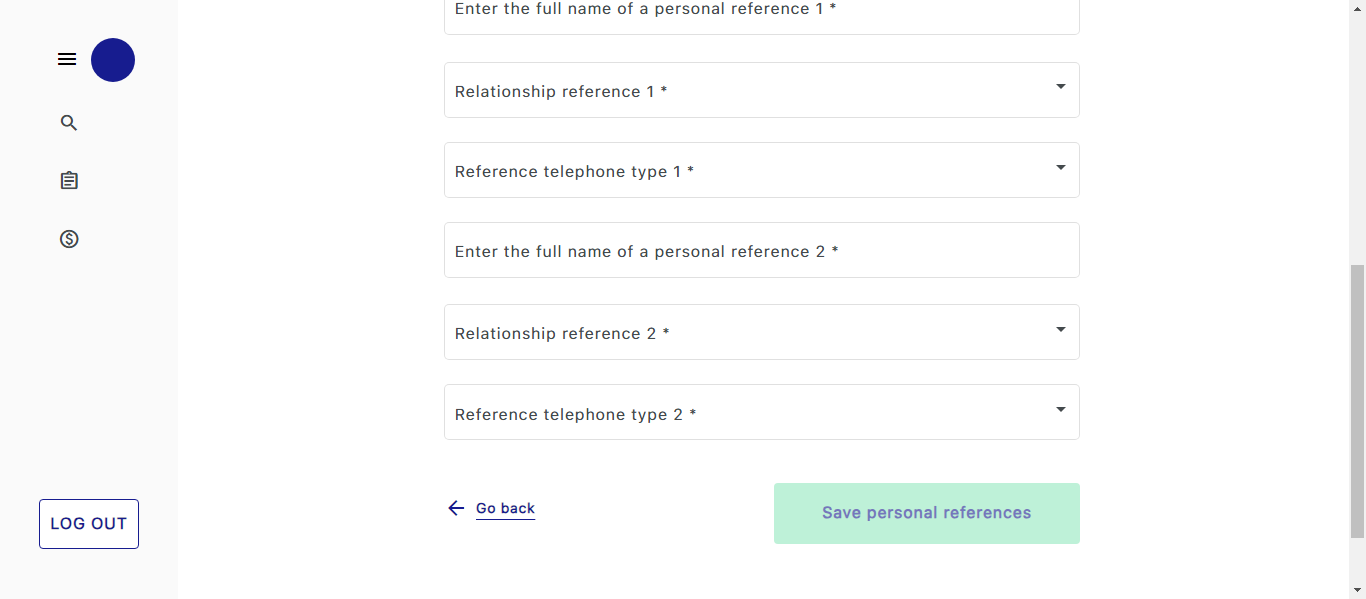 Enter the full name of a personal reference 1 *
Relationship reference 1 *
Reference telephone type 1 *
Enter the full name of a personal reference 2 *
Relationship reference 2 *
Reference telephone type 2 *
Go back
Save personal references
LOG OUT